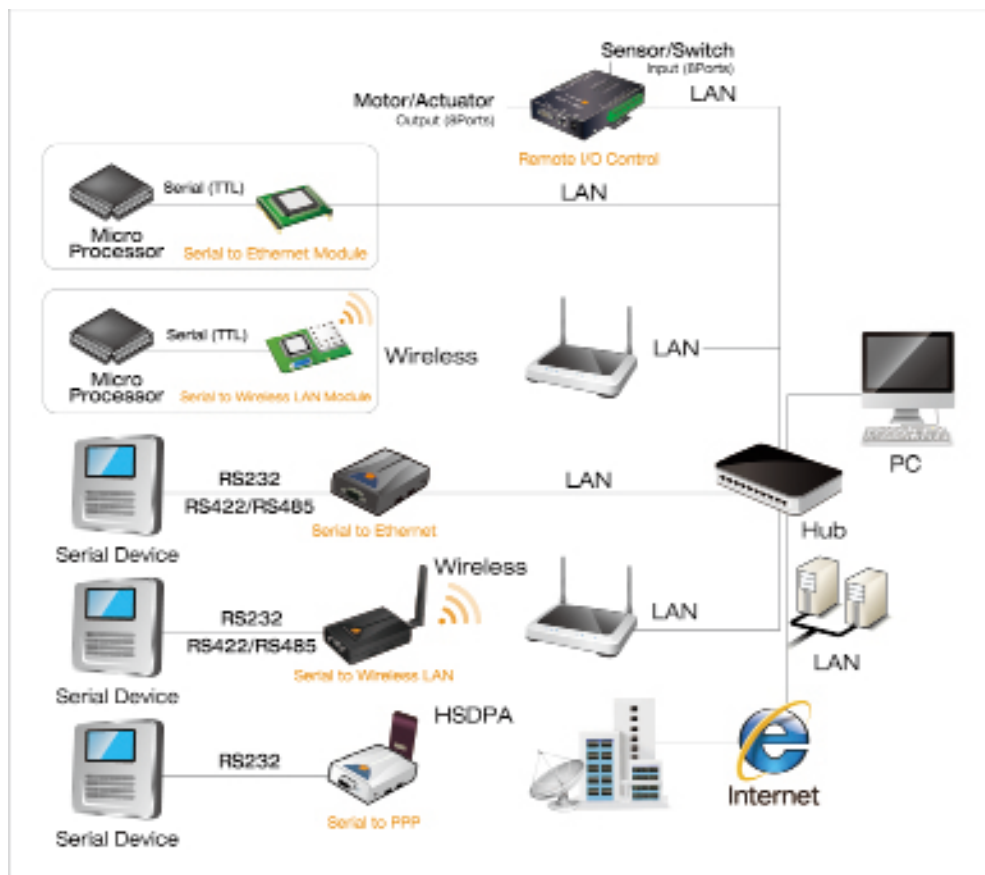 Sensor/Switch
Input (8Ports)
LAN
Motor/Actuator
Output (8Ports)
Remote I/O Control
Serial (TTL)
LAN
Micro
Processor
Serial to Ethernet Module
Serial (TTL)
Wireless
LAN
Micro
Processor
Serial to Wireless LAN Module
PC
RS232
LAN
RS422/RS485
Serial to Ethernet
Hub
Serial Device
Wireless
RS232
LAN
RS422/RS485
Serial to Wireless LAN
LAN
Serial Device
HSDPA
RS232
Internet
Serial to PPP
Serial Device